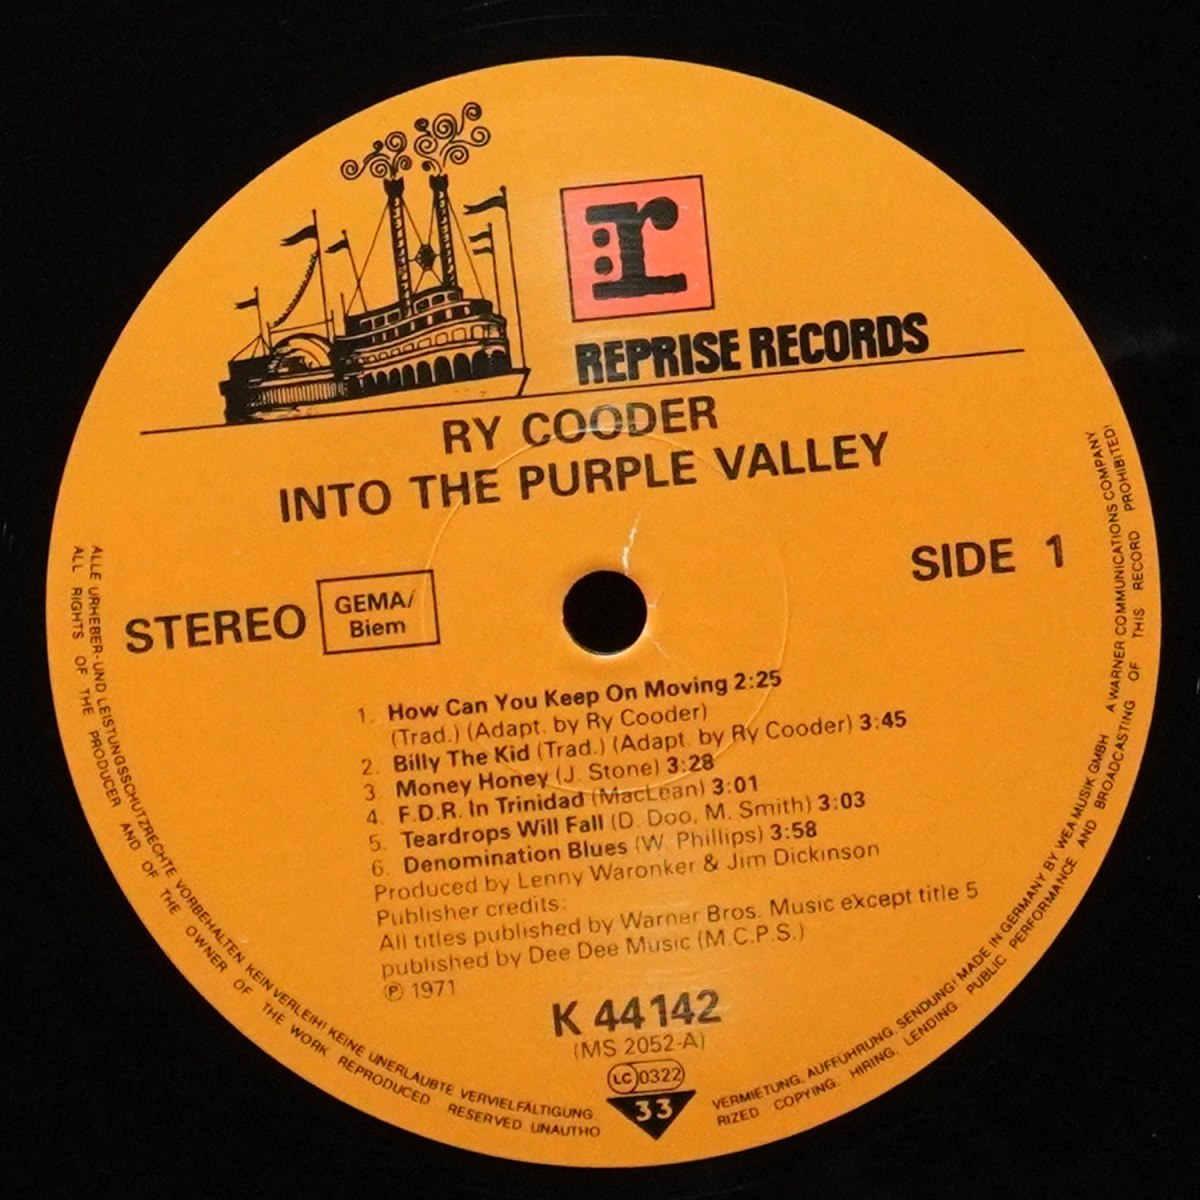 :r
REPRISE RECORDS
RY COODER
INTO THE PURPLE VALLEY
SIDE 1
STEREO
GEMA/
Biem
1. How Can You Keep On Moving 2:25
(Trad.) (Adapt. by Ry Cooder)
2. Billy The Kid (Trad.) (Adapt. by Ry Cooder) 3:45
3. Money Honey (J. Stone) 3:28
4. F.D.R. In Trinidad (MacLean) 3:01
5. Teardrops Will Fall (D. Doo, M. Smith) 3:03
6. Denomination Blues (W. Phillips) 3:58
Produced by Lenny Waronker & Jim Dickinson
Publisher credits:
All titles published by Warner Bros. Music except title 5
published by Dee Dee Music (M.C.P.S.)
℗ 1971
K 44142
(MS 2052-A)
LC 0322
33
ALLE URHEBER- UND LEISTUNGSSCHUTZRECHTE VORBEHALTEN KEIN VERLEIH! KEINE UNERLAUBTE VERVIELFÄLTIGUNG
VERMIETUNG, AUFFÜHRUNG, SENDUNG! MADE IN GERMANY BY WEA MUSIK GMBH A WARNER COMMUNICATIONS COMPANY
ALL RIGHTS OF THE PRODUCER AND OF THE OWNER OF THE WORK REPRODUCED RESERVED UNAUTHO
RIZED COPYING, HIRING, LENDING PUBLIC PERFORMANCE AND BROADCASTING OF THIS RECORD PROHIBITED!